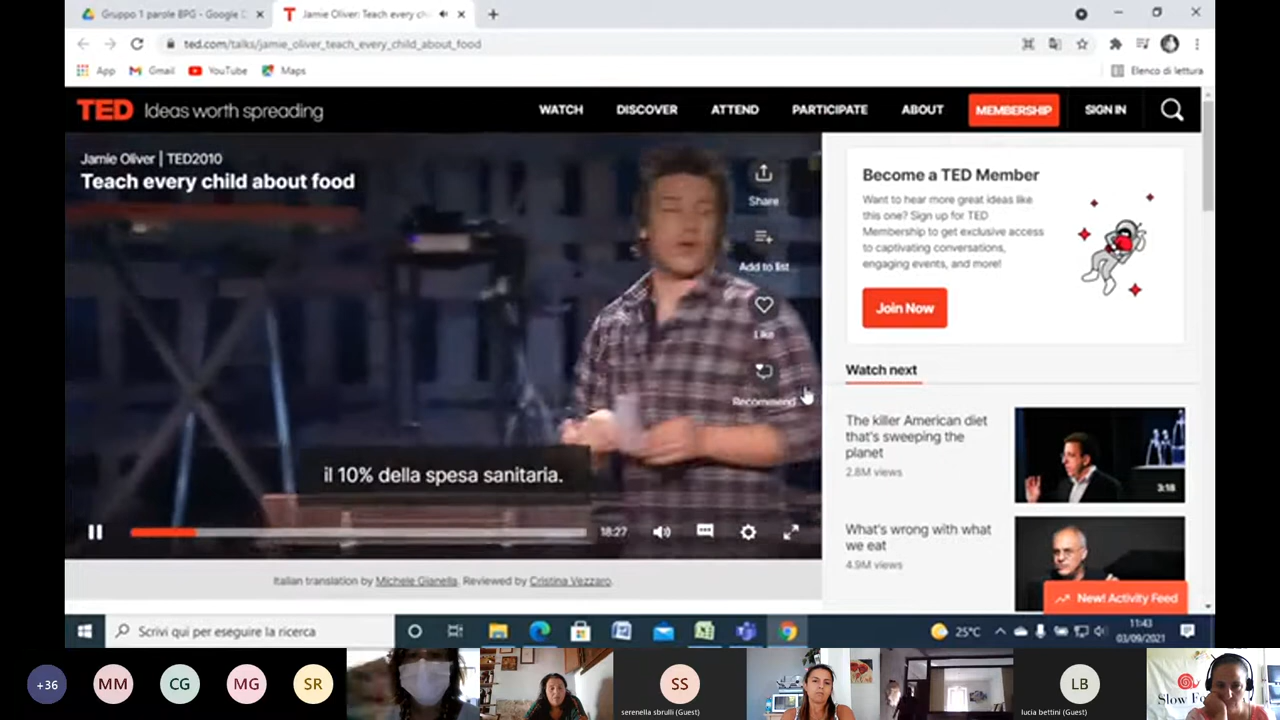 Gruppo 1 parole BPG - Google D
Jamie Oliver: Teach every ch
ted.com/talks/jamie_oliver_teach_every_child_about_food
App
Gmail
YouTube
Maps
Elenco di lettura
TED Ideas worth spreading
WATCH
DISCOVER
ATTEND
PARTICIPATE
ABOUT
MEMBERSHIP
SIGN IN
Jamie Oliver | TED2010
Teach every child about food
Share
Add to list
Like
Recommend
il 10% della spesa sanitaria.
18:27
Italian translation by Michele Gianella. Reviewed by Cristina Vezzaro.
Become a TED Member
Want to hear more great ideas like
this one? Sign up for TED
Membership to get exclusive access
to captivating conversations,
engaging events, and more!
Join Now
Watch next
The killer American diet
that's sweeping the
planet
2.8M views
3:18
What's wrong with what
we eat
4.9M views
New! Activity Feed
Scrivi qui per eseguire la ricerca
25°C
11:43
03/09/2021
+36
MM
CG
MG
SR
SS
serenella sbrulli (Guest)
LB
lucia bettini (Guest)
Slow